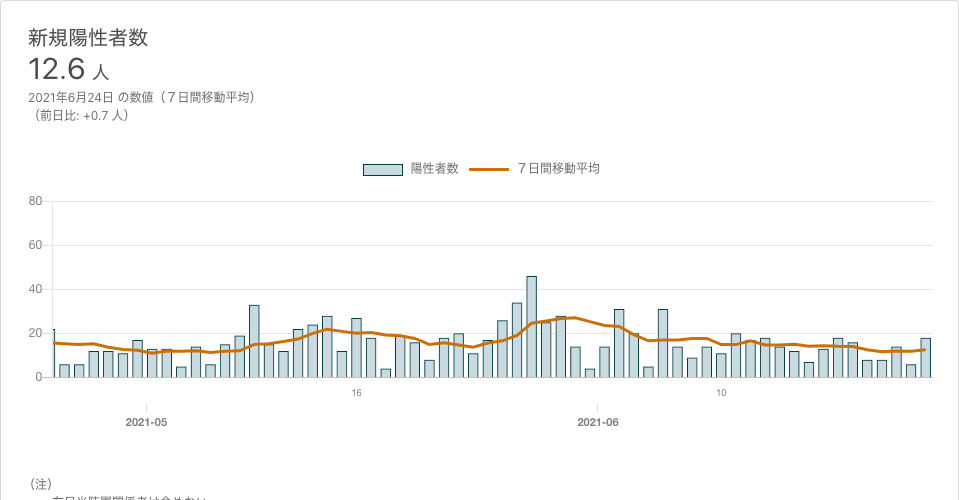 新規陽性者数
12.6 人
2021年6月24日 の数値（７日間移動平均）
（前日比: +0.7 人）
陽性者数 ７日間移動平均
80
60
40
20
0
16 10
2021-05 2021-06
（注）